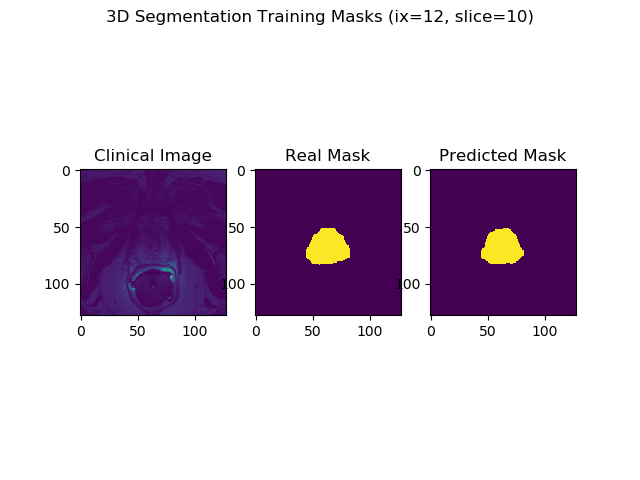 3D Segmentation Training Masks (ix=12, slice=10)
Clinical Image Real Mask Predicted Mask
0 0 0
50 50 50
100 100 100
0 50 100 0 50 100 0 50 100